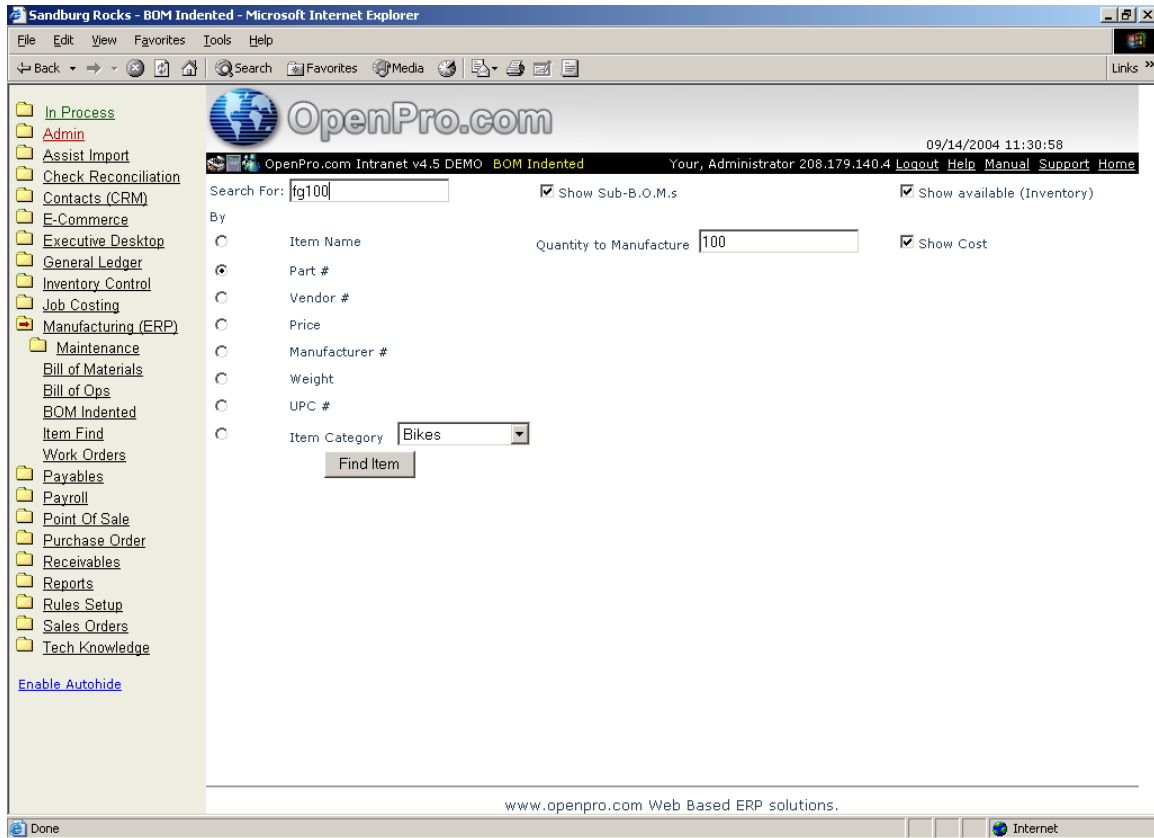 Sandburg Rocks - BOM Indented - Microsoft Internet Explorer
File Edit View Favorites Tools Help
Back Search Favorites Media Links »
OpenPro.com
09/14/2004 11:30:58
OpenPro.com Intranet v4.5 DEMO BOM Indented Your, Administrator 208.179.140.4 Logout Help Manual Support Home
In Process
Admin
Assist Import
Check Reconciliation
Contacts (CRM)
E-Commerce
Executive Desktop
General Ledger
Inventory Control
Job Costing
Manufacturing (ERP)
Maintenance
Bill of Materials
Bill of Ops
BOM Indented
Item Find
Work Orders
Payables
Payroll
Point Of Sale
Purchase Order
Receivables
Reports
Rules Setup
Sales Orders
Tech Knowledge
Enable Autohide
Search For: fg100 Show Sub-B.O.M.s Show available (Inventory)
By
Item Name Quantity to Manufacture 100 Show Cost
Part #
Vendor #
Price
Manufacturer #
Weight
UPC #
Item Category Bikes
Find Item
www.openpro.com Web Based ERP solutions.
Done Internet